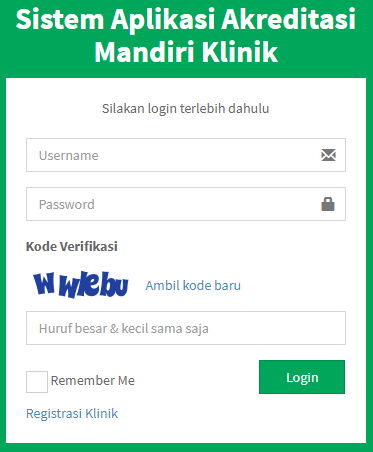 Sistem Aplikasi Akreditasi
Mandiri Klinik
Silakan login terlebih dahulu
Username
Password
Kode Verifikasi
Ambil kode baru
Huruf besar & kecil sama saja
Remember Me
Login
Registrasi Klinik